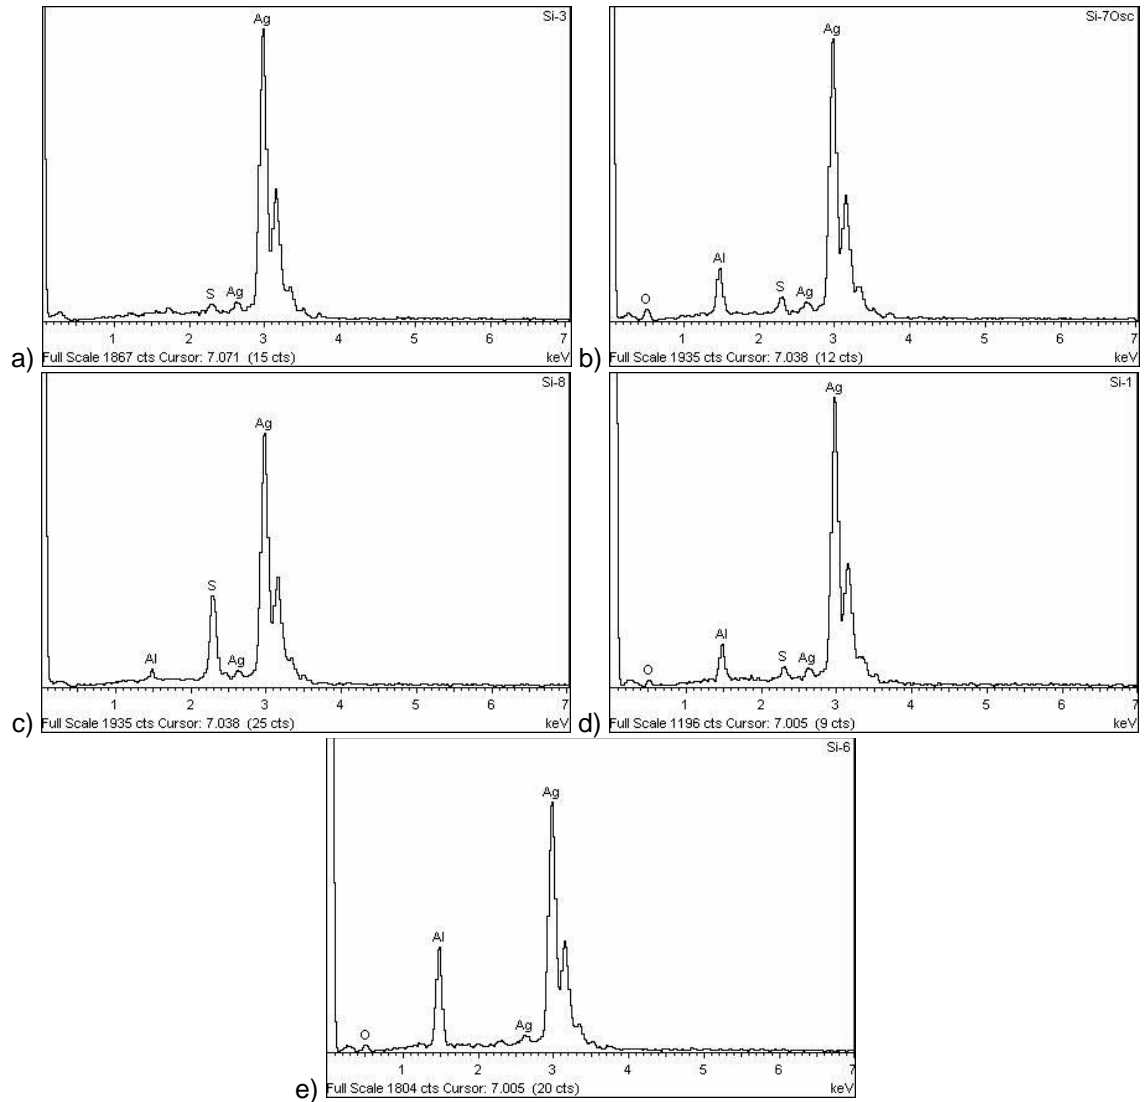 Si-3
Ag
S
Ag
1 2 3 4 5 6 7
a) Full Scale 1867 cts Cursor: 7.071 (15 cts) keV
Si-7Osc
Ag
Al
S
Ag
O
1 2 3 4 5 6 7
b) Full Scale 1935 cts Cursor: 7.038 (12 cts) keV
Si-8
Ag
S
Al
Ag
1 2 3 4 5 6 7
c) Full Scale 1935 cts Cursor: 7.038 (25 cts) keV
Si-1
Ag
Al
S
Ag
O
1 2 3 4 5 6 7
d) Full Scale 1196 cts Cursor: 7.005 (9 cts) keV
Si-6
Ag
Al
Ag
O
1 2 3 4 5 6 7
e) Full Scale 1804 cts Cursor: 7.005 (20 cts) keV